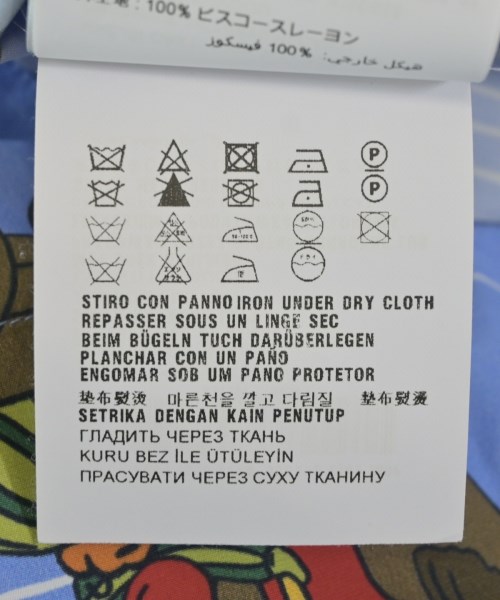 : 100% ビスコースレーヨン
هيكل خارجي: %100 فيسكوز
P
P
STIRO CON PANNO IRON UNDER DRY CLOTH
REPASSER SOUS UN LINGE SEC
BEIM BÜGELN TUCH DARÜBERLEGEN
PLANCHAR CON UN PAÑO
ENGOMAR SOB UM PANO PROTETOR
垫布熨烫 마른천을 깔고 다림질 墊布熨燙
SETRIKA DENGAN KAIN PENUTUP
ГЛАДИТЬ ЧЕРЕЗ ТКАНЬ
KURU BEZ İLE ÜTÜLEYİN
ПРАСУВАТИ ЧЕРЕЗ СУХУ ТКАНИНУ